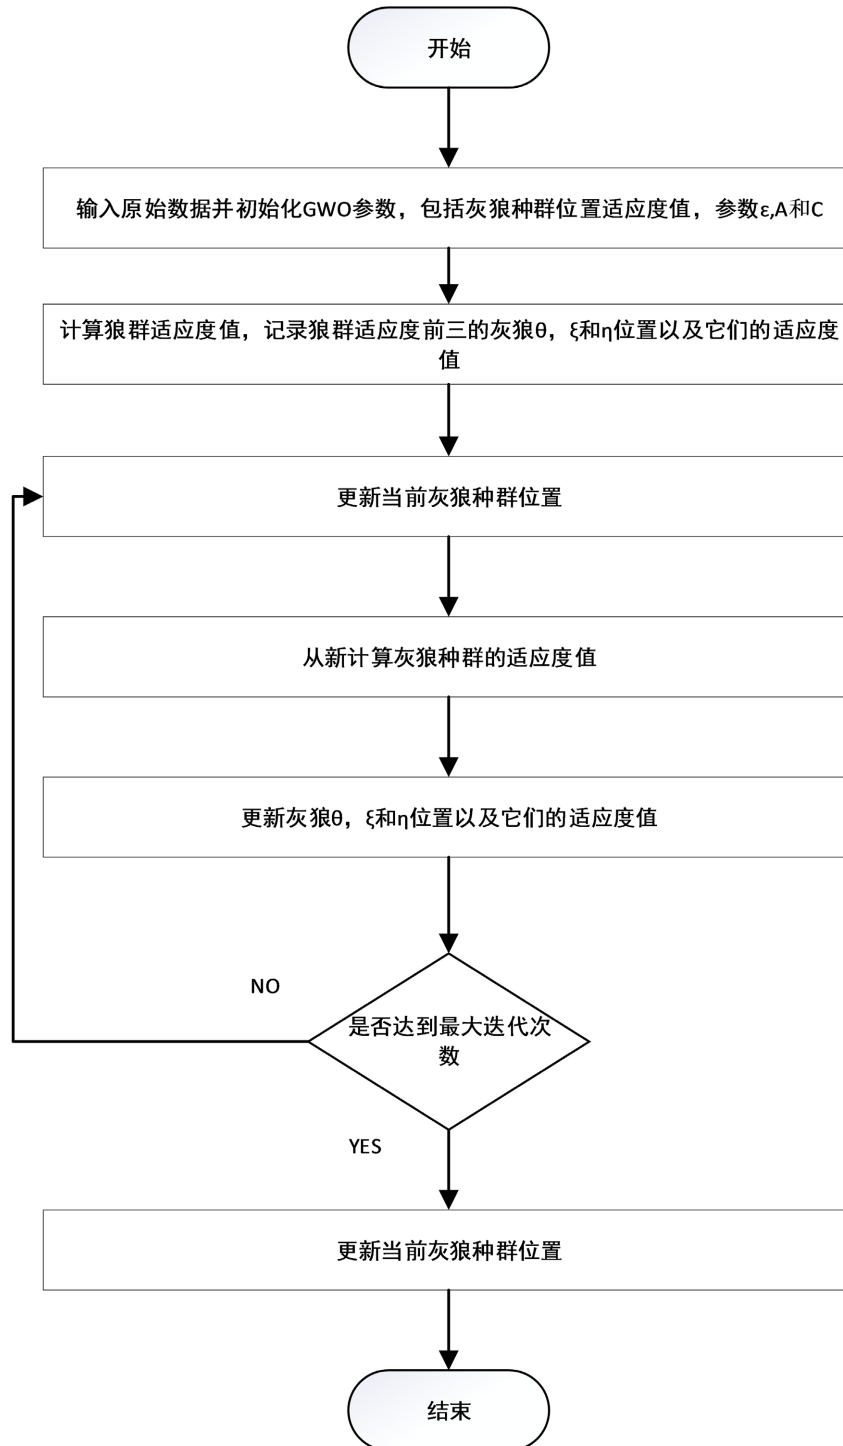 开始
输入原始数据并初始化GWO参数，包括灰狼种群位置适应度值，参数ε,A和C
计算狼群适应度值，记录狼群适应度前三的灰狼θ，ξ和η位置以及它们的适应度
值
更新当前灰狼种群位置
从新计算灰狼种群的适应度值
更新灰狼θ，ξ和η位置以及它们的适应度值
NO
是否达到最大迭代次
数
YES
更新当前灰狼种群位置
结束